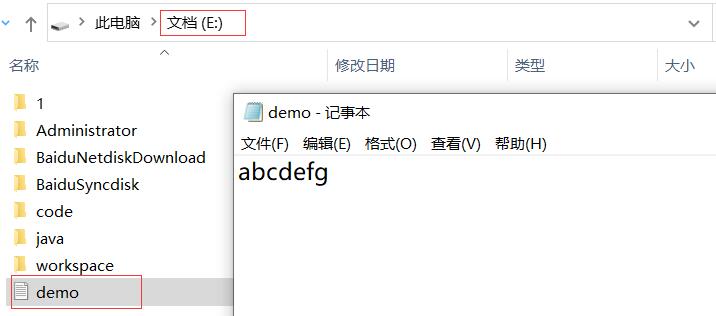 此电脑 文档 (E:)
名称 修改日期 类型 大小
1
demo - 记事本
Administrator
文件(F) 编辑(E) 格式(O) 查看(V) 帮助(H)
BaiduNetdiskDownload
abcdefg
BaiduSyncdisk
code
java
workspace
demo